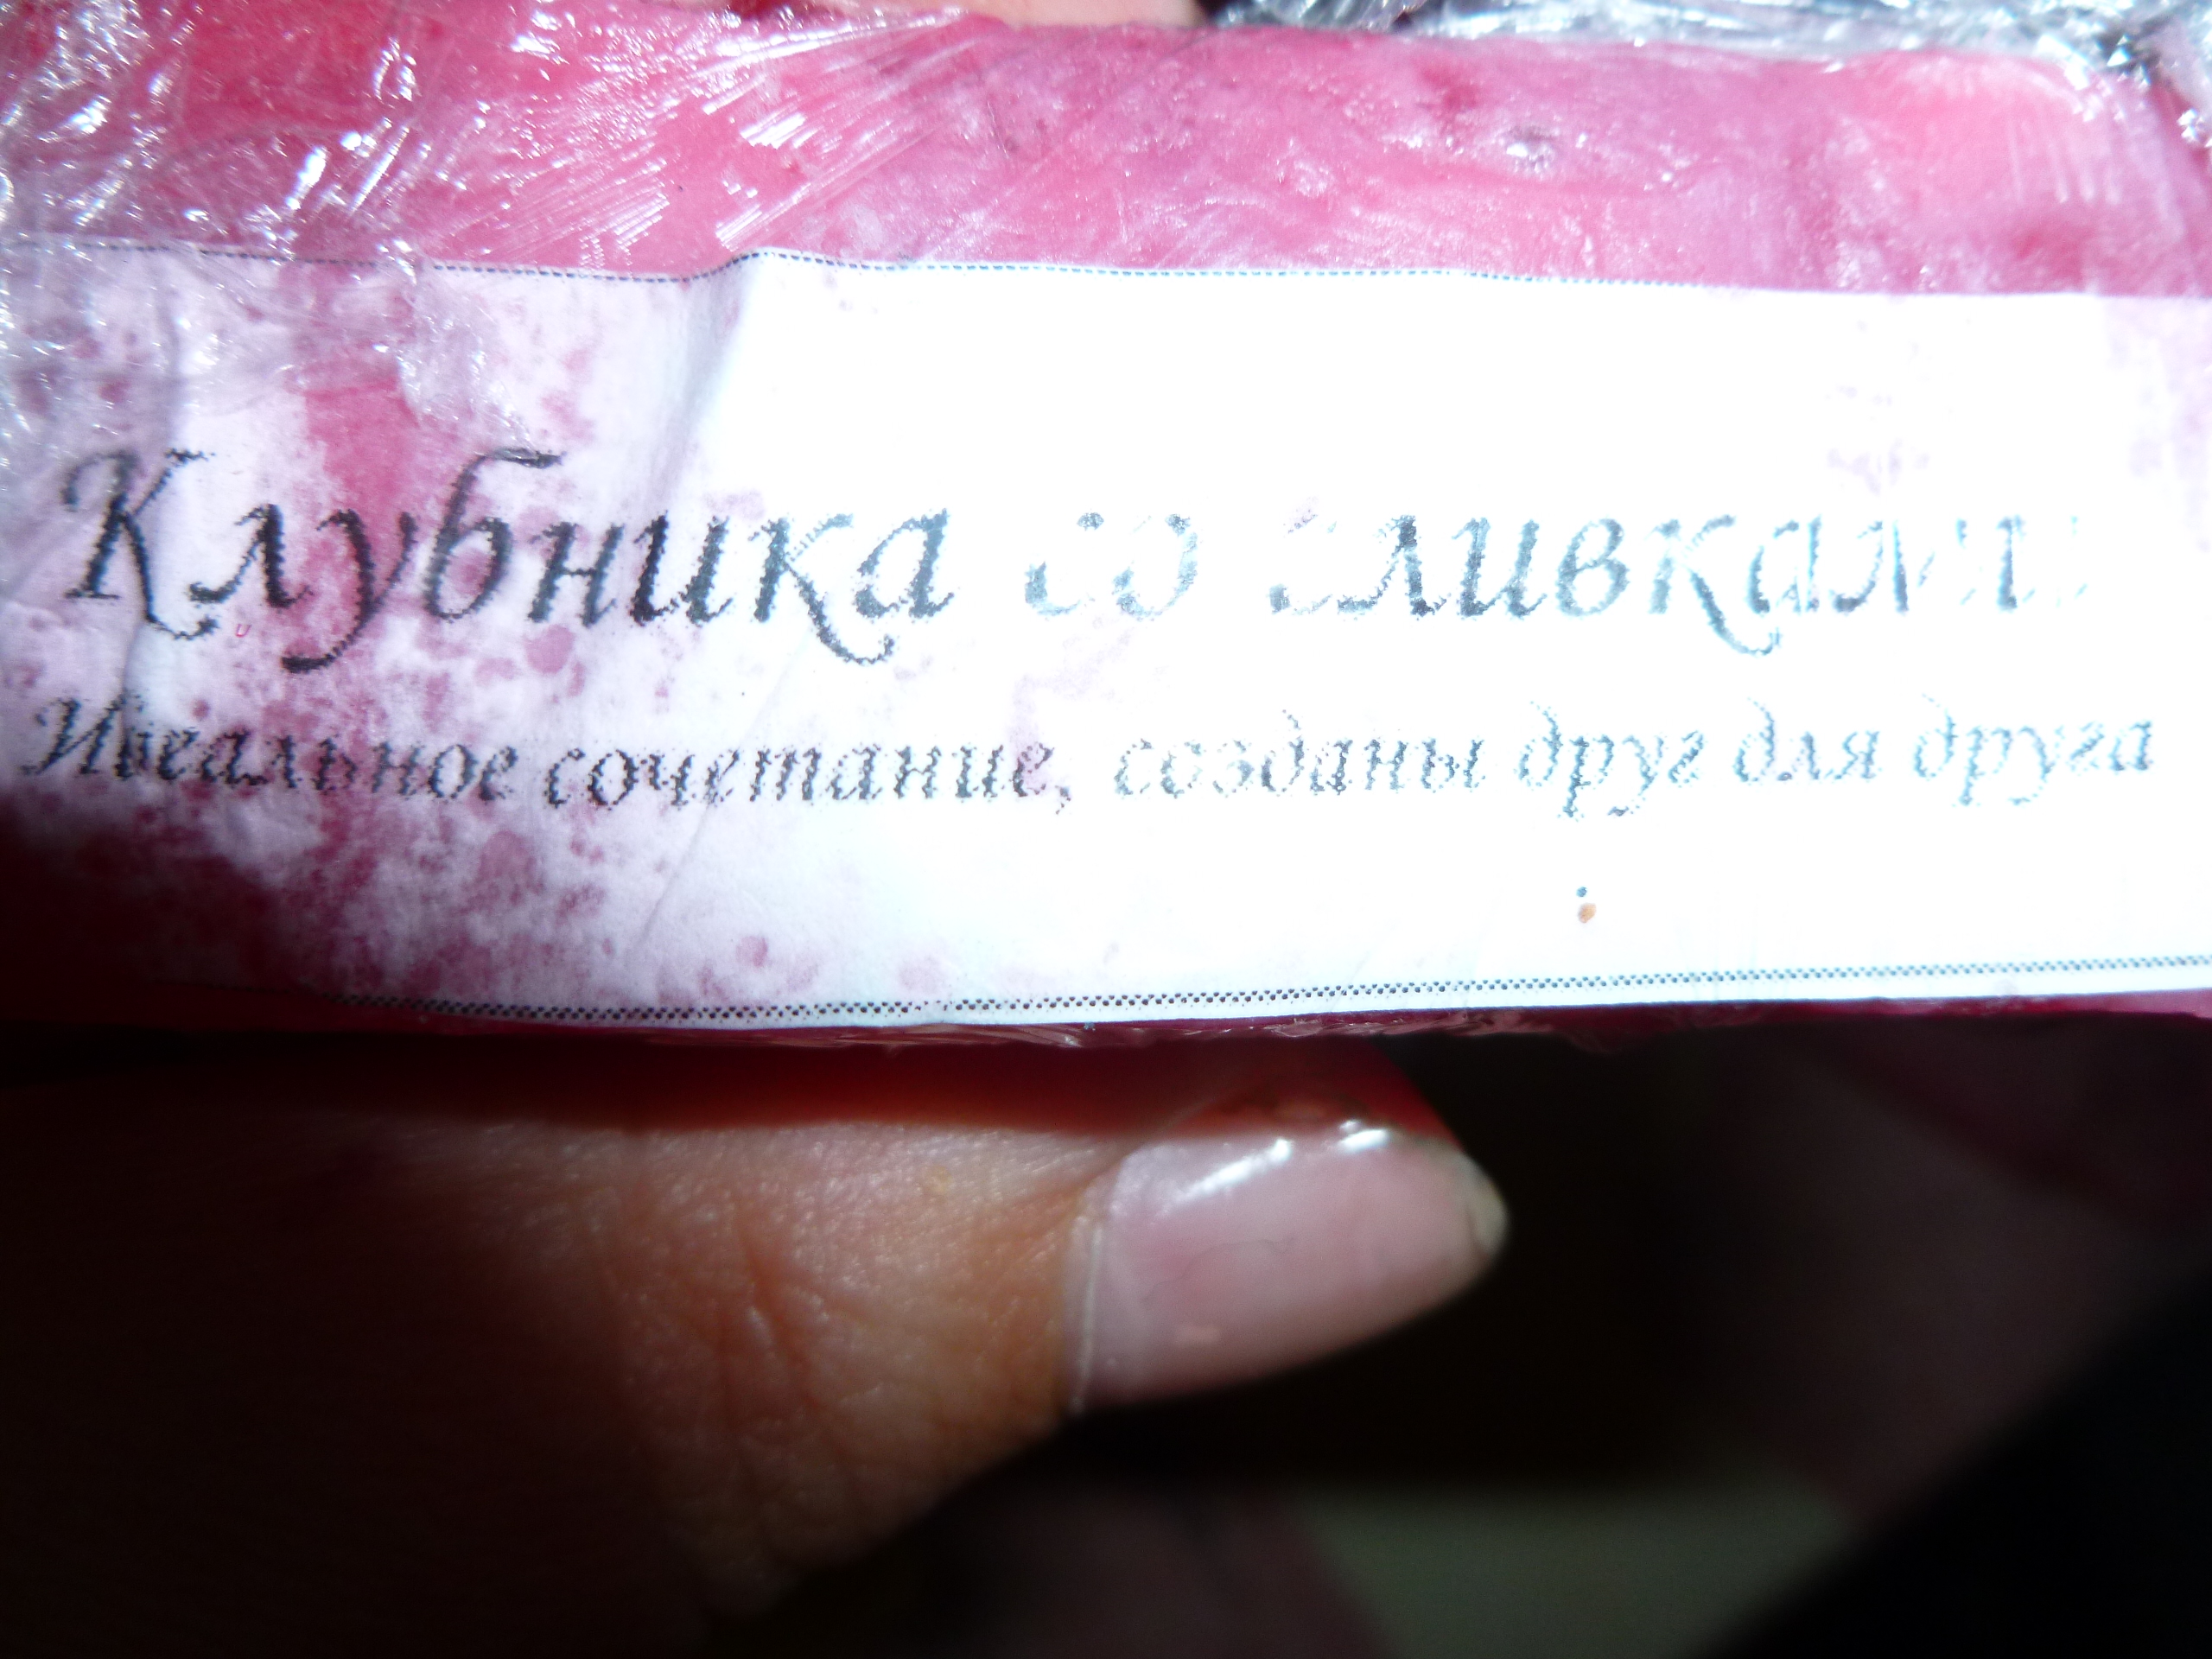 Клубника со сливками
Идеальное сочетание, созданы друг для друга